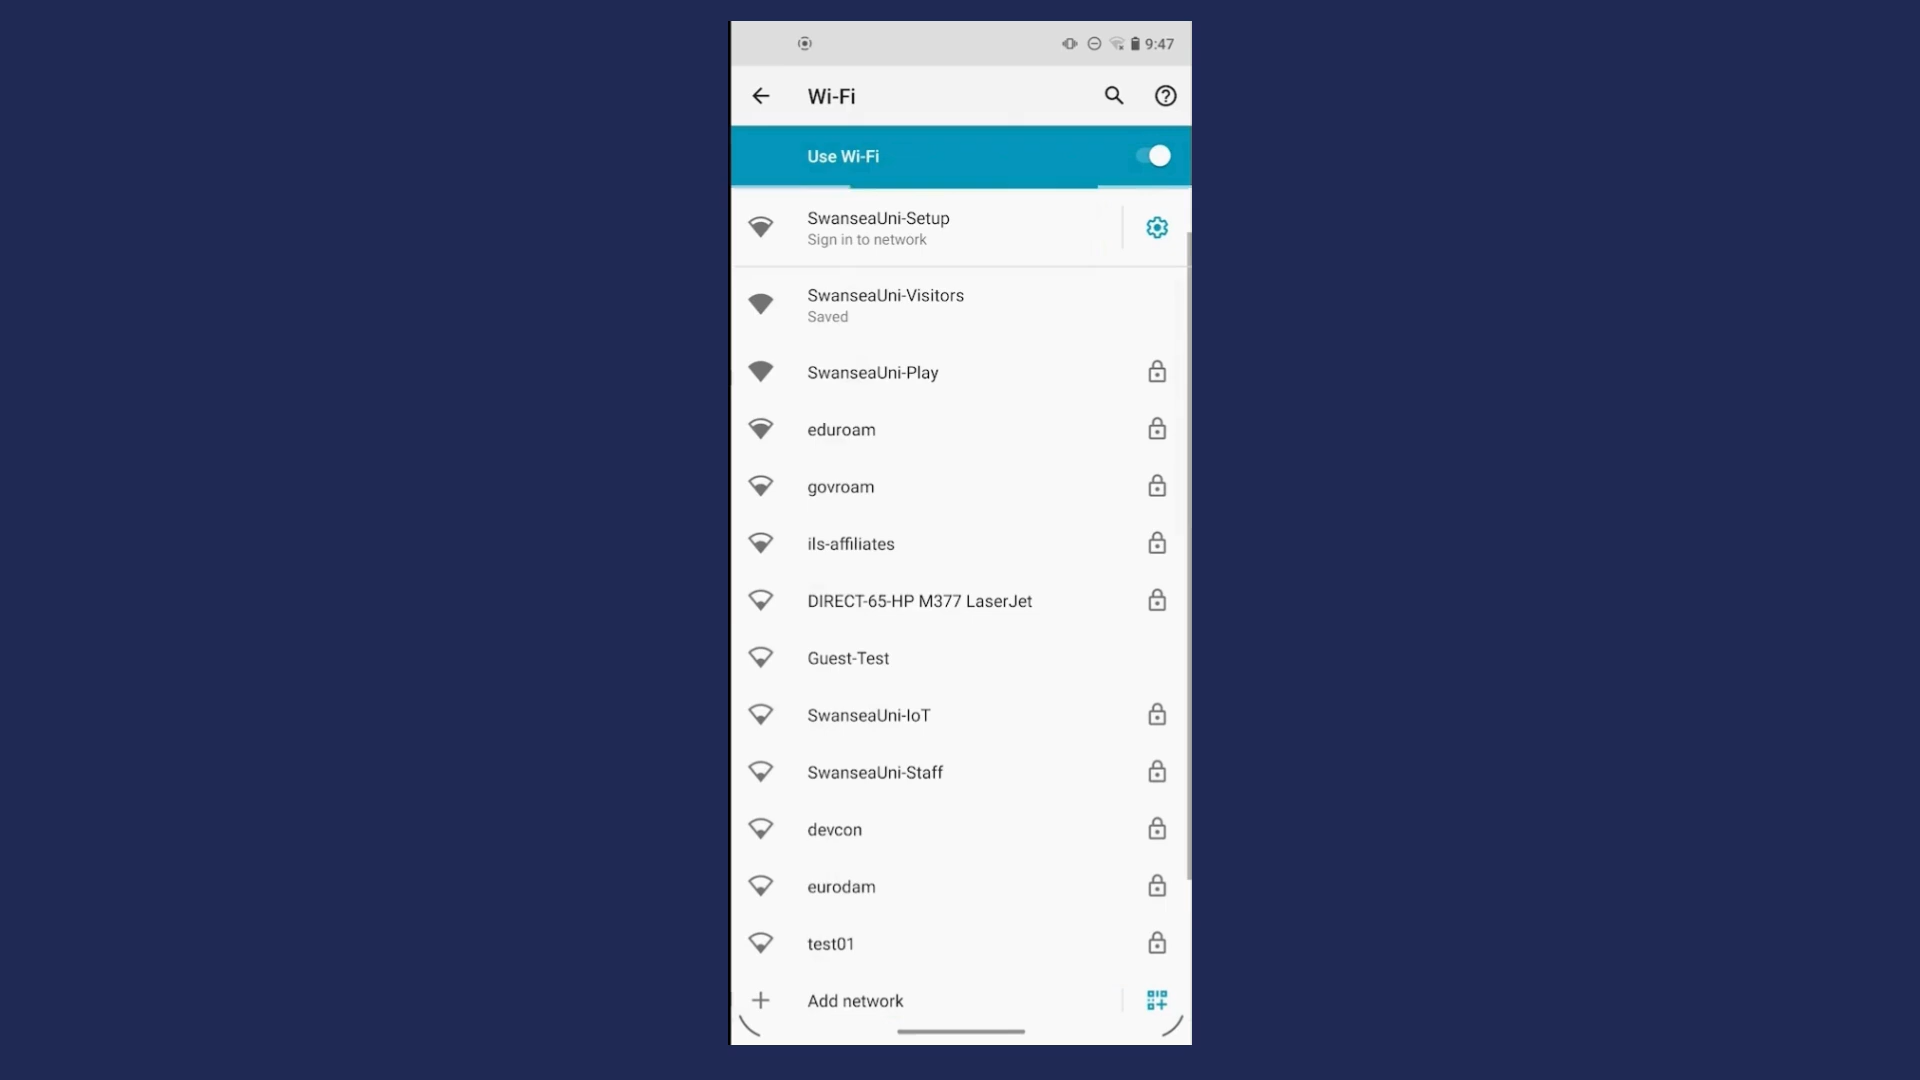 9:47
Wi-Fi
Use Wi-Fi
SwanseaUni-Setup
Sign in to network
SwanseaUni-Visitors
Saved
SwanseaUni-Play
eduroam
govroam
ils-affiliates
DIRECT-65-HP M377 LaserJet
Guest-Test
SwanseaUni-IoT
SwanseaUni-Staff
devcon
eurodam
test01
Add network